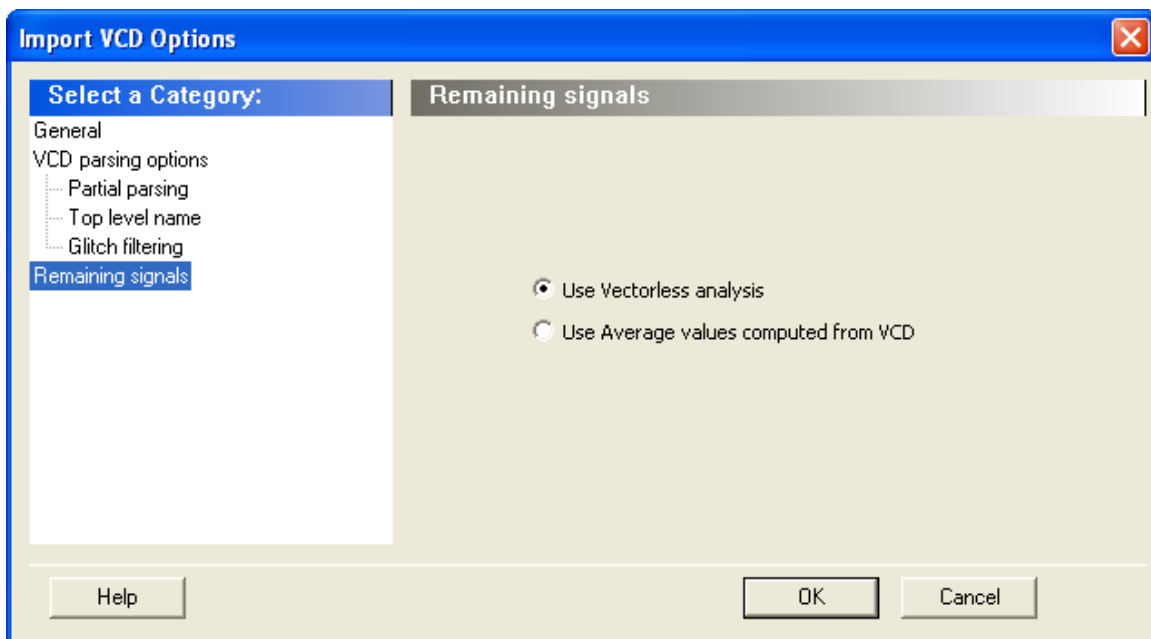 Import VCD Options
Select a Category:
General
VCD parsing options
Partial parsing
Top level name
Glitch filtering
Remaining signals
Remaining signals
Use Vectorless analysis
Use Average values computed from VCD
Help
OK
Cancel